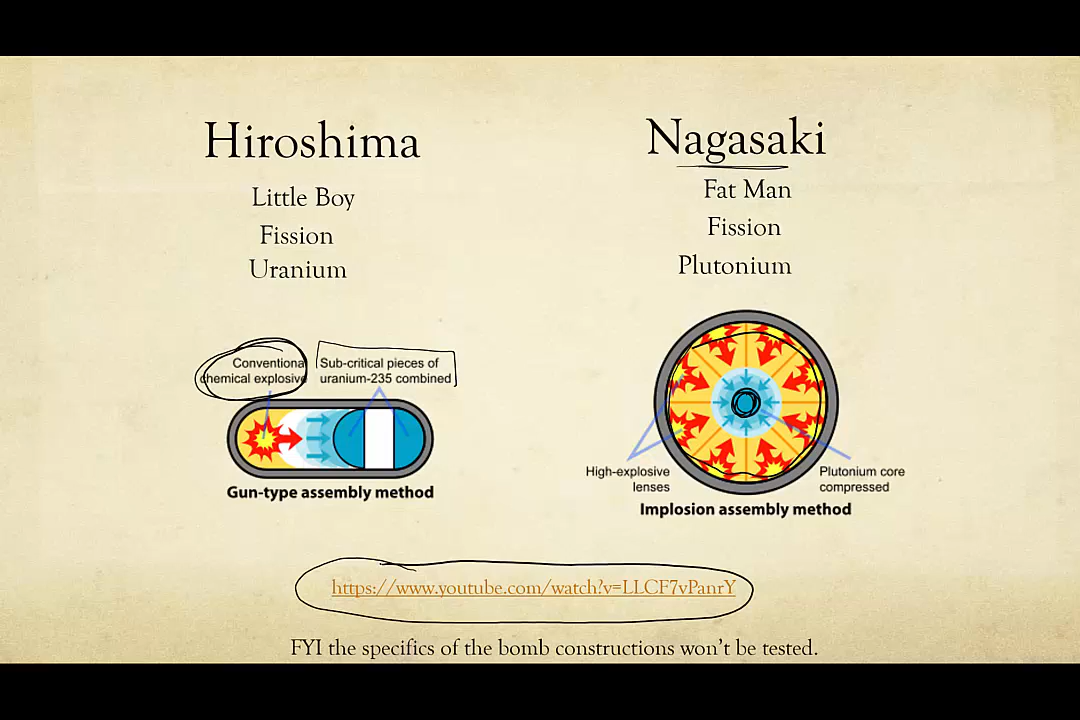 Hiroshima
Little Boy
Fission
Uranium
Conventional
chemical explosive
Sub-critical pieces of
uranium-235 combined
Gun-type assembly method
Nagasaki
Fat Man
Fission
Plutonium
High-explosive
lenses
Plutonium core
compressed
Implosion assembly method
https://www.youtube.com/watch?v=LLCF7vPanrY
FYI the specifics of the bomb constructions won't be tested.